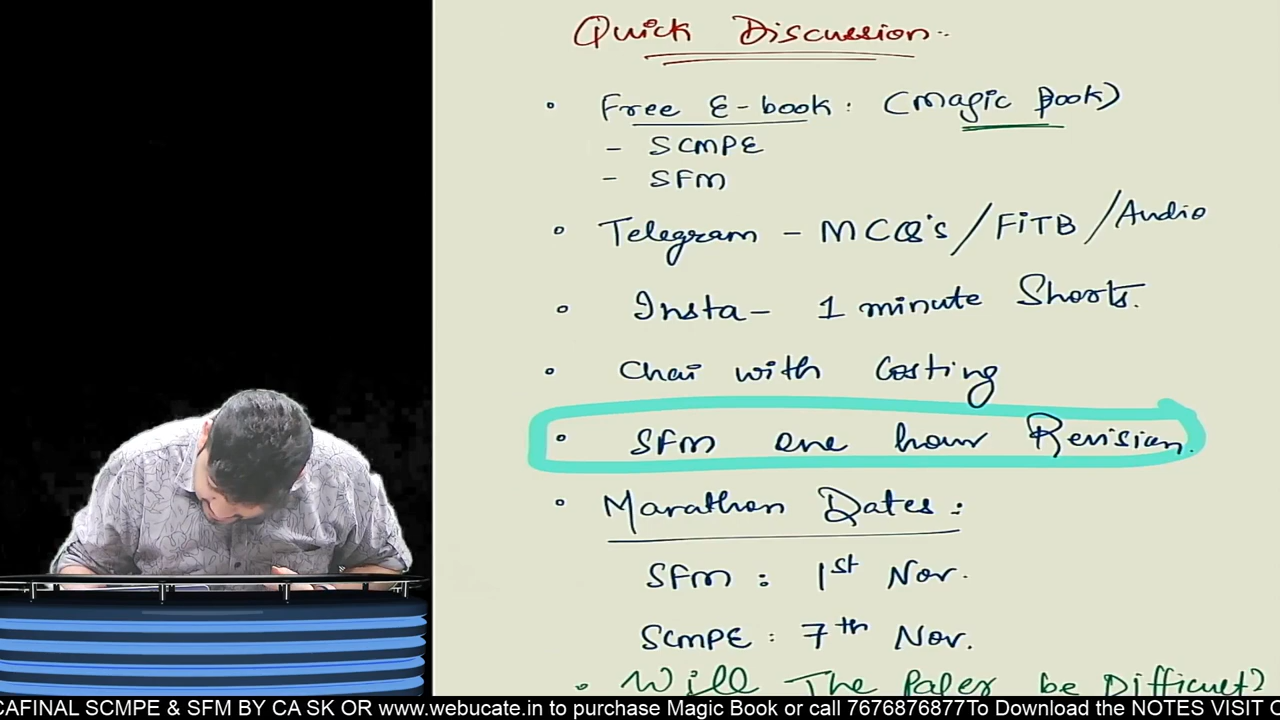 Quick Discussion..
• Free E-book: (Magic Book)
- SCMPE
- SFM
• Telegram - MCQ's / FITB / Audio
• Insta - 1 minute Shorts.
• Chai with Costing
• SFM one hour Revision.
• Marathon Dates:
SFM: 1st Nov.
SCMPE: 7th Nov.
• Will The Paper be Difficult?
CAFINAL SCMPE & SFM BY CA SK OR www.webucate.in to purchase Magic Book or call 7676876877To Download the NOTES VISIT C